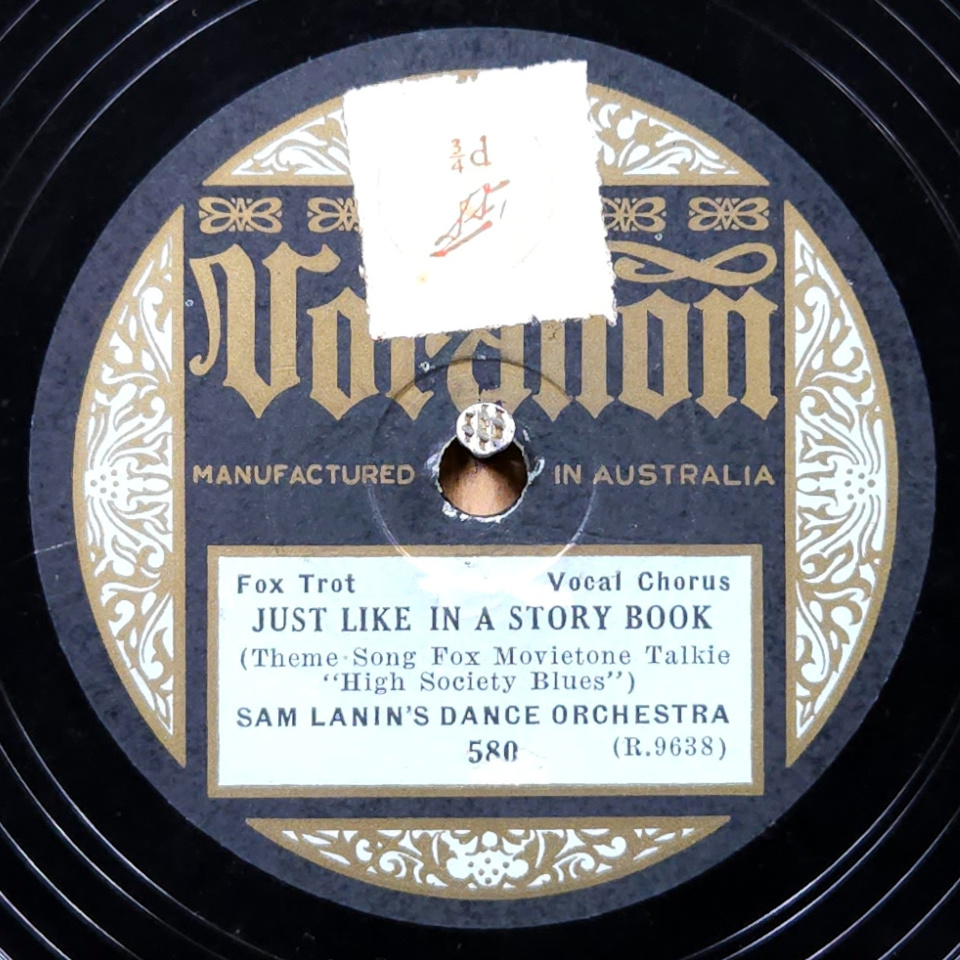 ¾d
Vocalion
MANUFACTURED IN AUSTRALIA
Fox Trot Vocal Chorus
JUST LIKE IN A STORY BOOK
(Theme Song Fox Movietone Talkie
“High Society Blues”)
SAM LANIN'S DANCE ORCHESTRA
580 (R.9638)